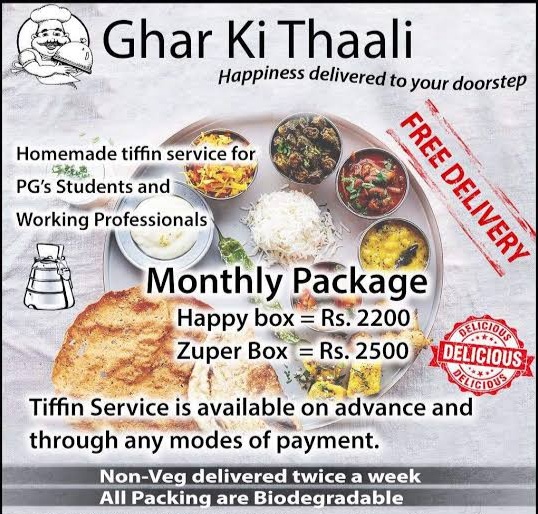 Ghar Ki Thaali
Happiness delivered to your doorstep
FREE DELIVERY
Homemade tiffin service for
PG's Students and
Working Professionals
Monthly Package
Happy box = Rs. 2200
Zuper Box = Rs. 2500
DELICIOUS
DELICIOUS
DELICIOUS
Tiffin Service is available on advance and
through any modes of payment.
Non-Veg delivered twice a week
All Packing are Biodegradable